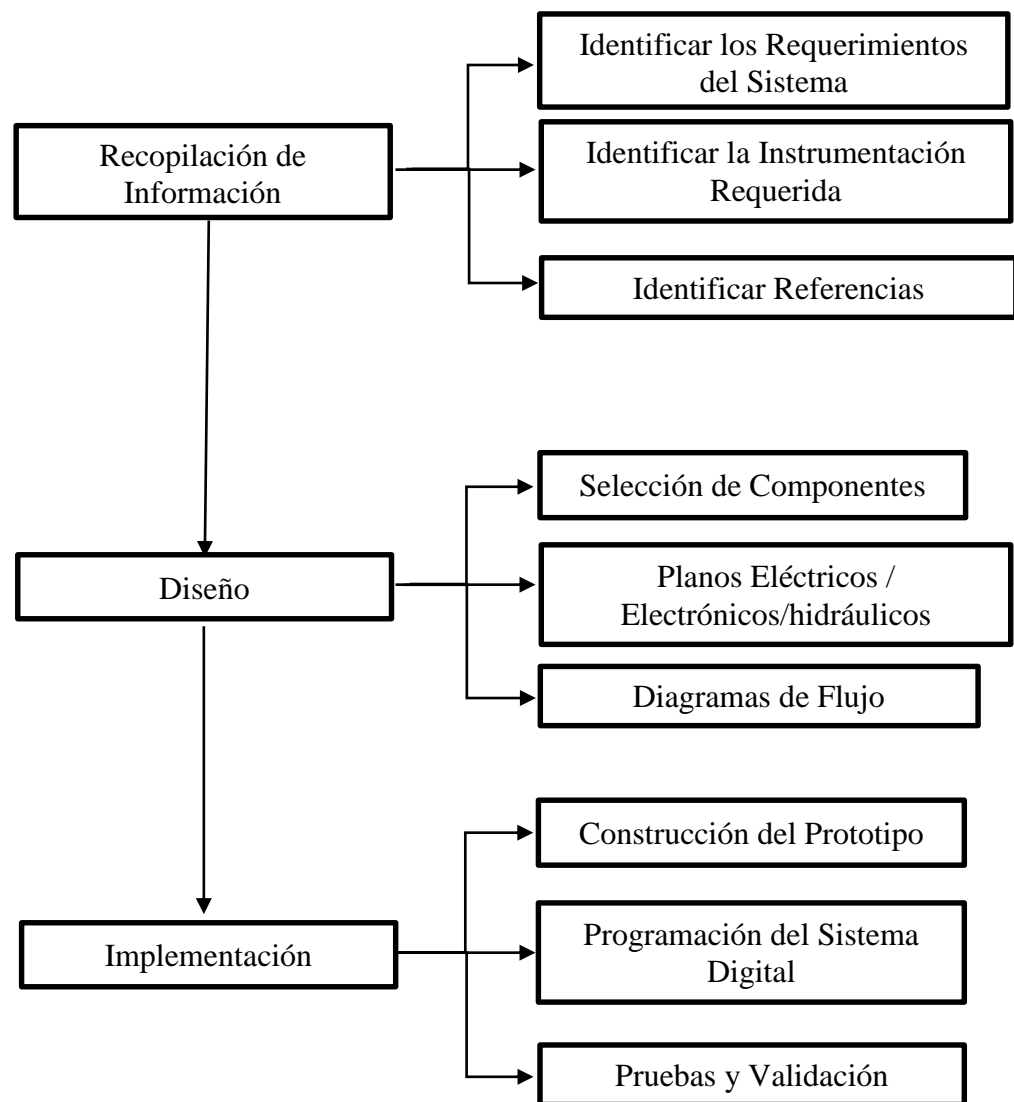 Recopilación de
Información
Identificar los Requerimientos
del Sistema
Identificar la Instrumentación
Requerida
Identificar Referencias
Diseño
Selección de Componentes
Planos Eléctricos /
Electrónicos/hidráulicos
Diagramas de Flujo
Implementación
Construcción del Prototipo
Programación del Sistema
Digital
Pruebas y Validación